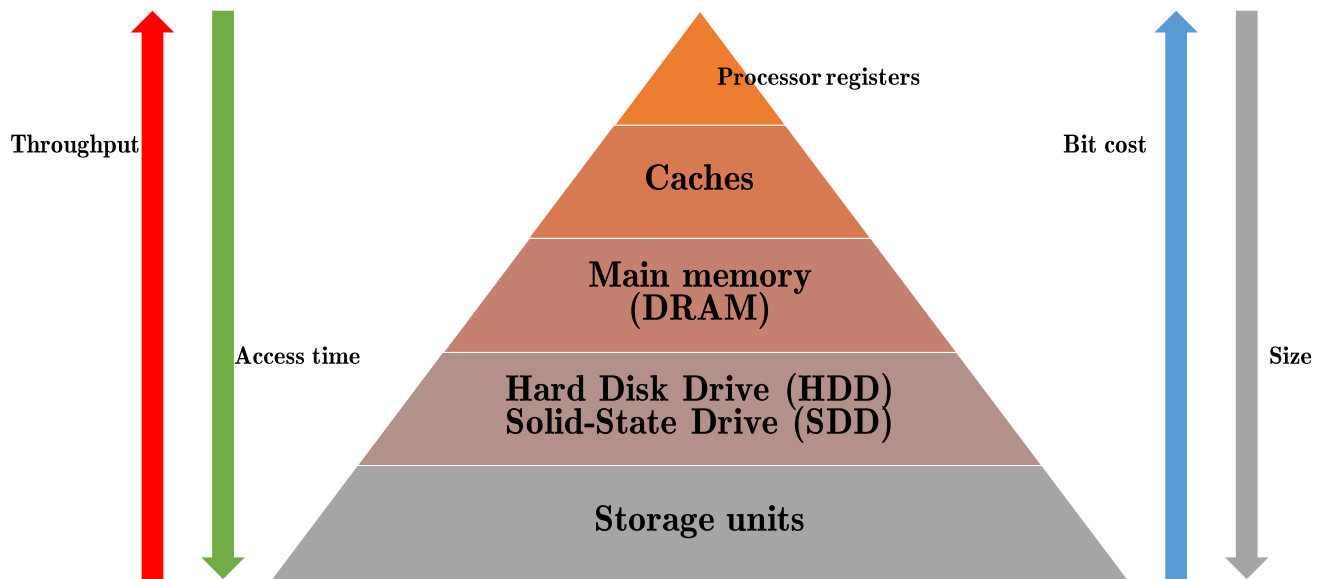 Processor registers
Throughput
Bit cost
Caches
Main memory
(DRAM)
Access time
Size
Hard Disk Drive (HDD)
Solid-State Drive (SDD)
Storage units